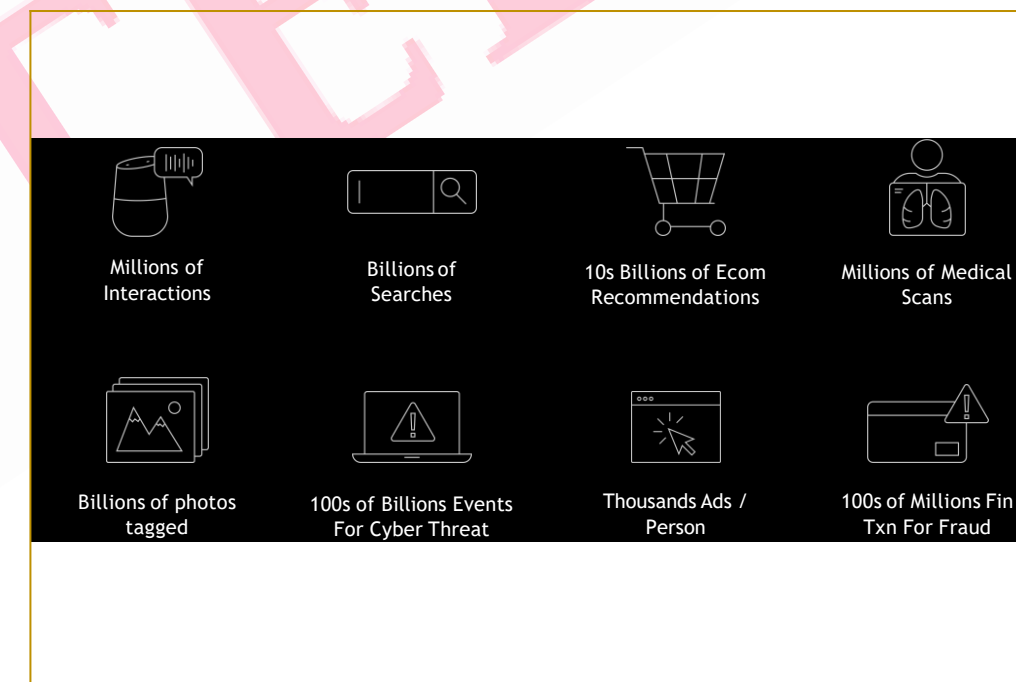 Millions of
Interactions
Billions of
Searches
10s Billions of Ecom
Recommendations
Millions of Medical
Scans
Billions of photos
tagged
100s of Billions Events
For Cyber Threat
Thousands Ads /
Person
100s of Millions Fin
Txn For Fraud